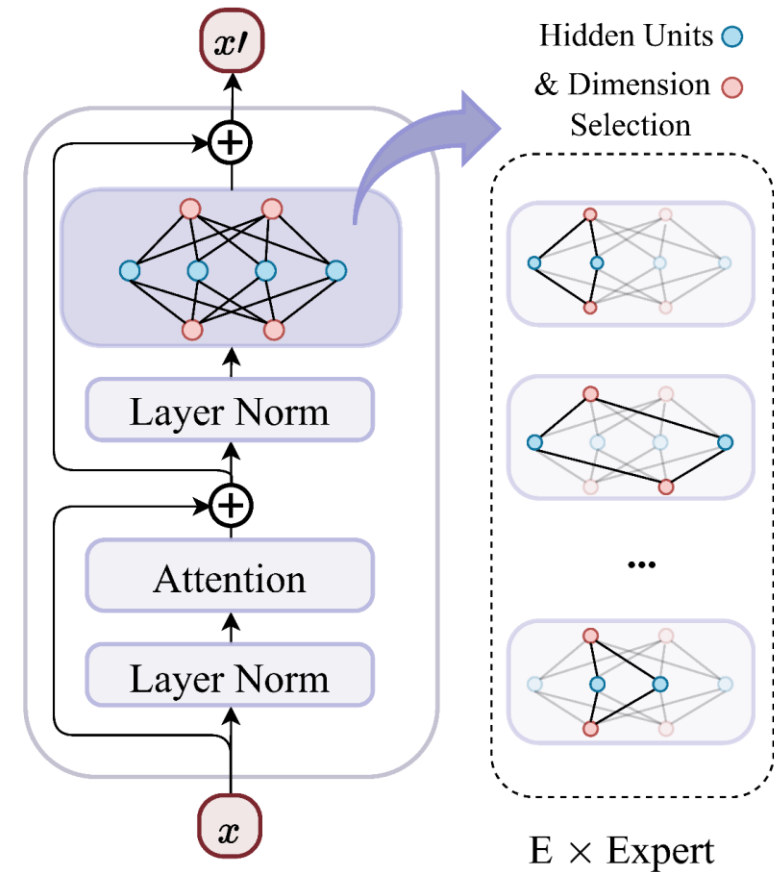 x′
Hidden Units
& Dimension
Selection
+
Layer Norm
+
Attention
Layer Norm
x
...
E × Expert